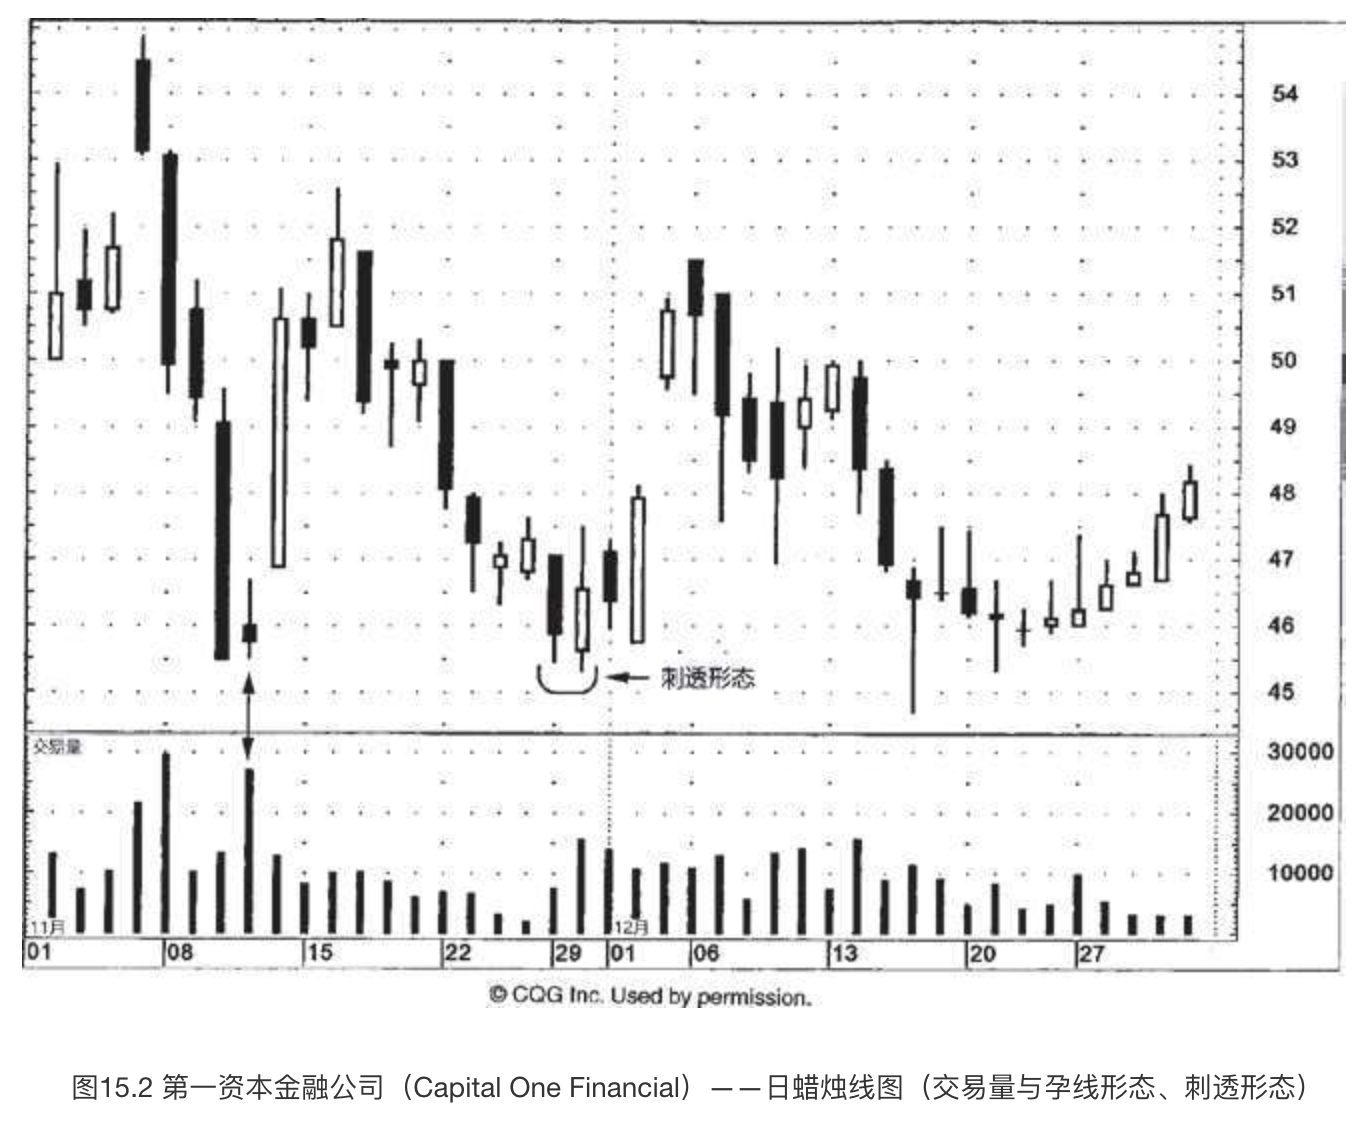 54
53
52
51
50
49
48
47
46
45
刺透形态
交易量
30000
20000
10000
11月
12月
01 08 15 22 29 01 06 13 20 27
© CQG Inc. Used by permission.
图15.2 第一资本金融公司（Capital One Financial）——日蜡烛线图（交易量与孕线形态、刺透形态）